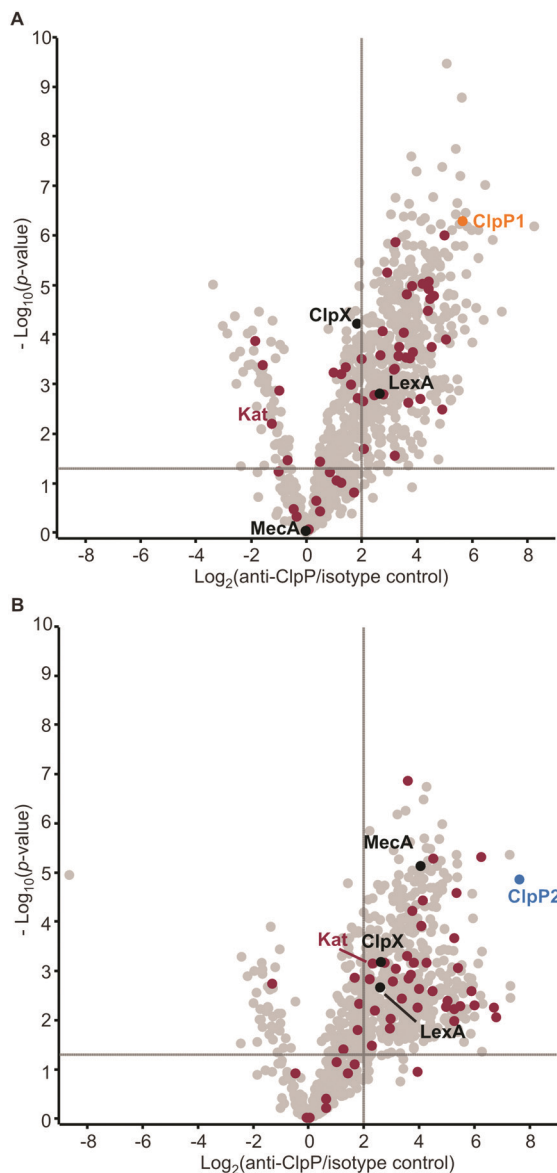 A
10
9
8
7
6
5
4
3
2
1
0
- Log10(p-value)
ClpP1
ClpX
LexA
Kat
MecA
-8 -6 -4 -2 0 2 4 6 8
Log2(anti-ClpP/isotype control)
B
10
9
8
7
6
5
4
3
2
1
0
- Log10(p-value)
MecA
ClpP2
Kat
ClpX
LexA
-8 -6 -4 -2 0 2 4 6 8
Log2(anti-ClpP/isotype control)